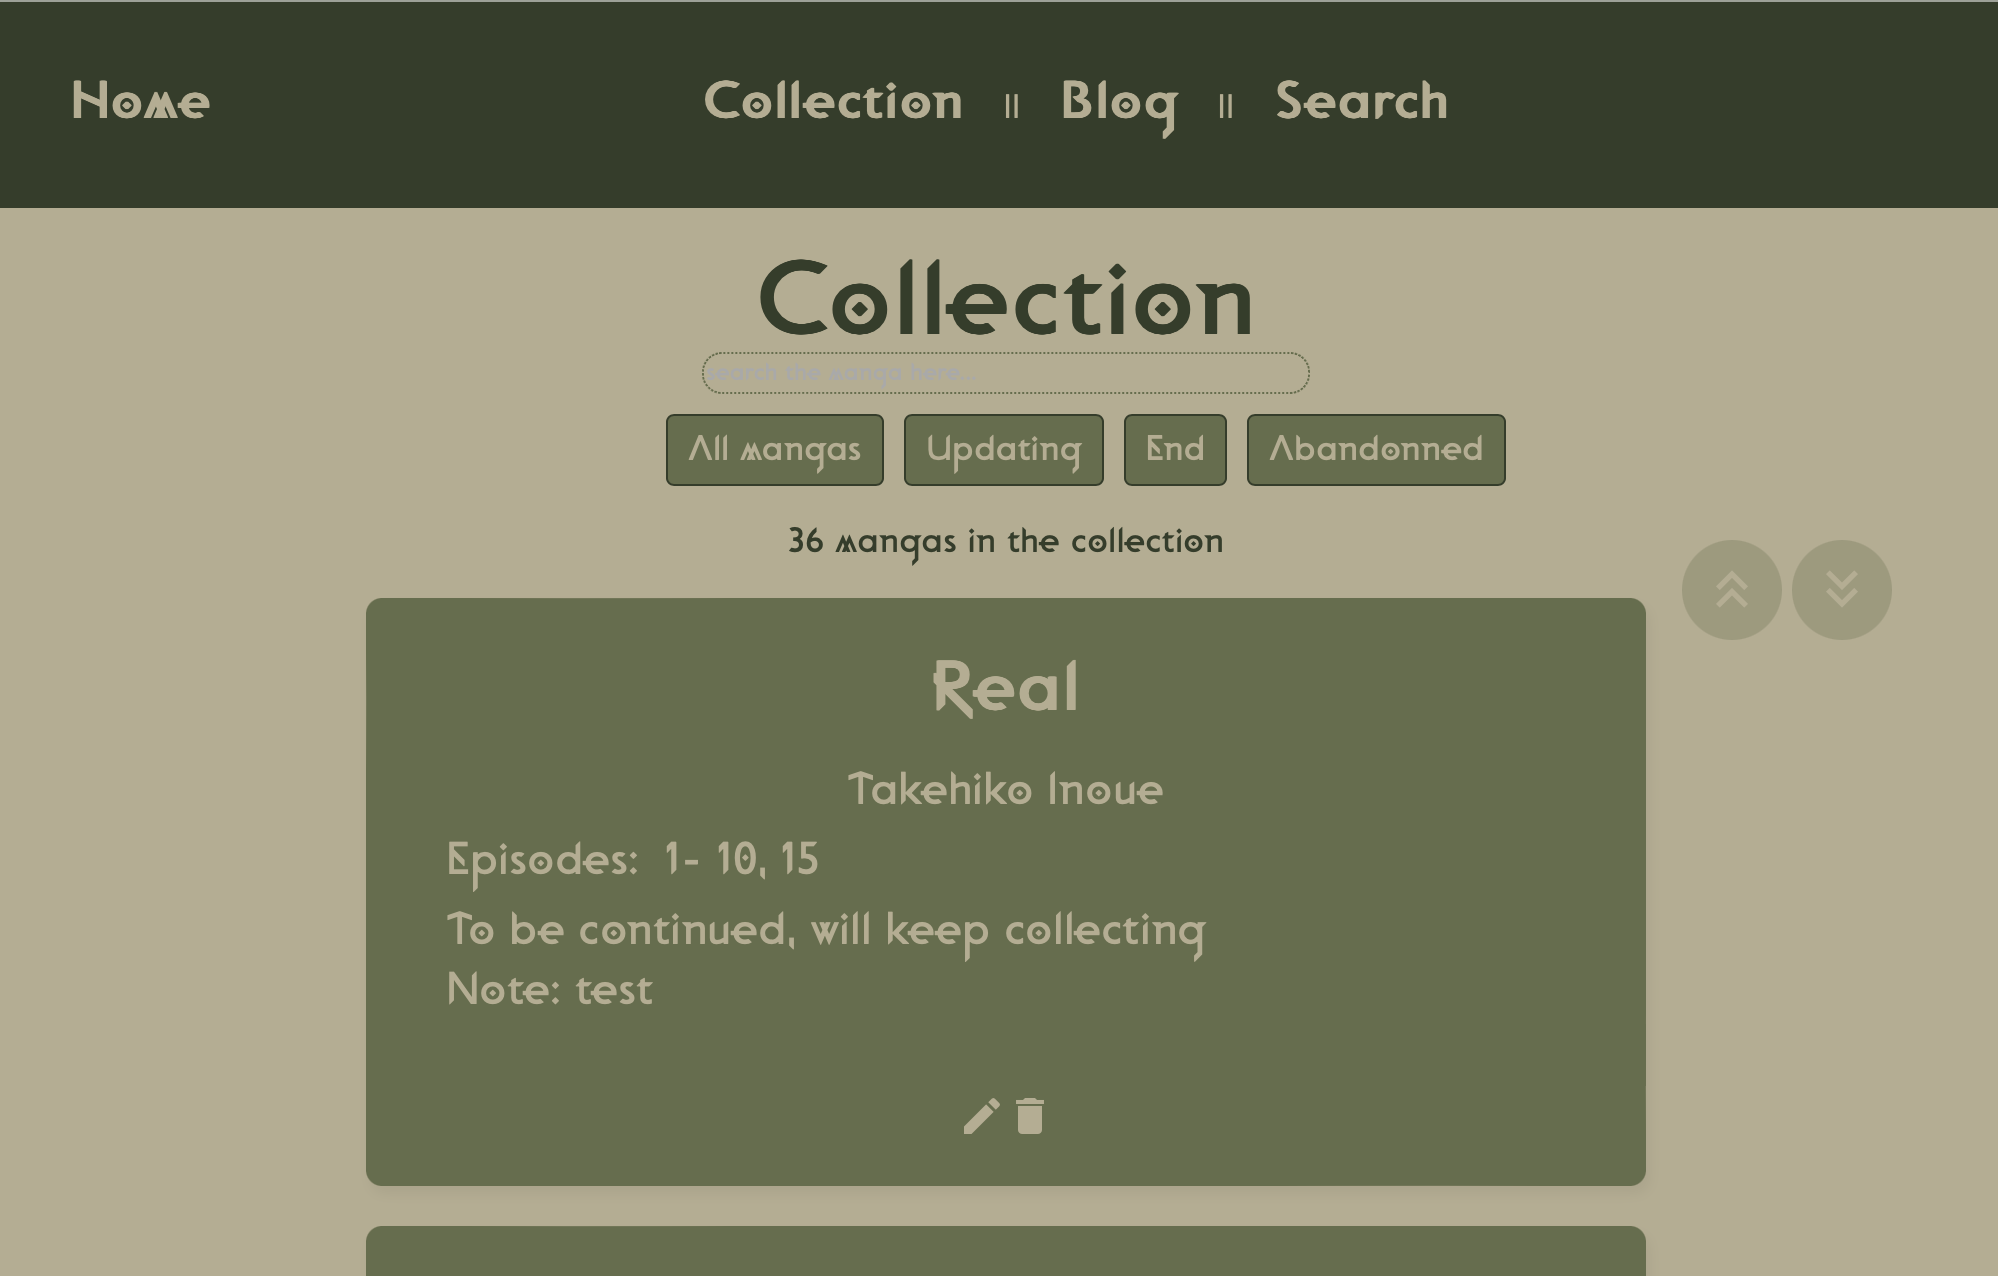 Home
Collection || Blog || Search
Collection
Search the manga here...
All mangas Updating End Abandonned
36 mangas in the collection
Real
Takehiko Inoue
Episodes: 1- 10, 15
To be continued, will keep collecting
Note: test